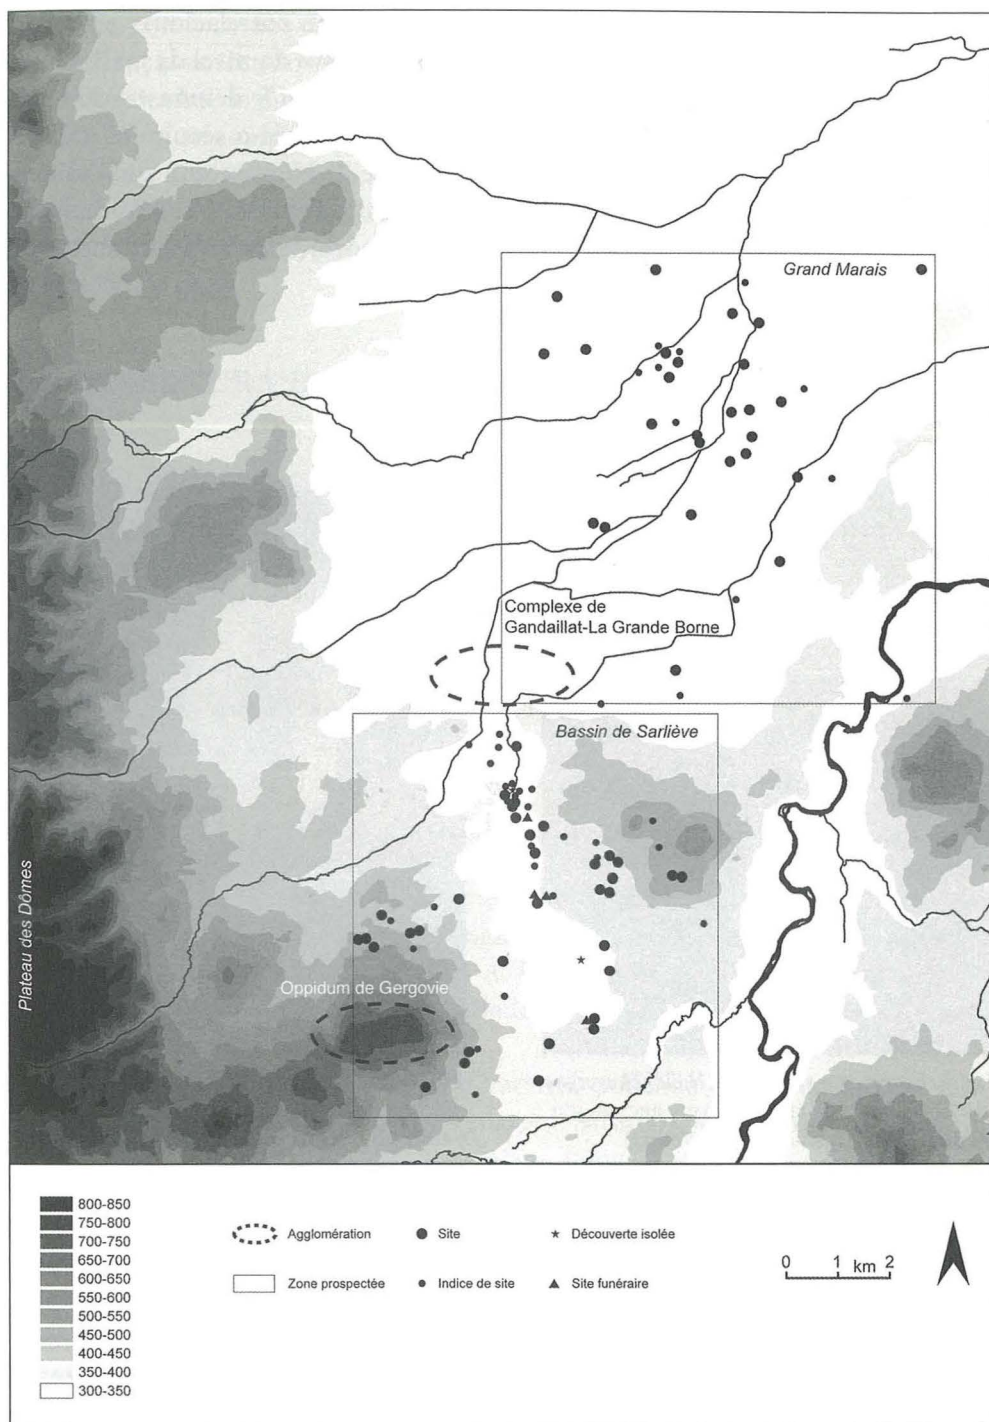 Grand Marais
Complexe de
Gandaillat-La Grande Borne
Bassin de Sarliève
Plateau des Dômes
Oppidum de Gergovie
800-850
750-800
700-750
650-700
600-650
550-600
500-550
450-500
400-450
350-400
300-350
Agglomération
Site
Découverte isolée
Zone prospectée
Indice de site
Site funéraire
0 1 km 2